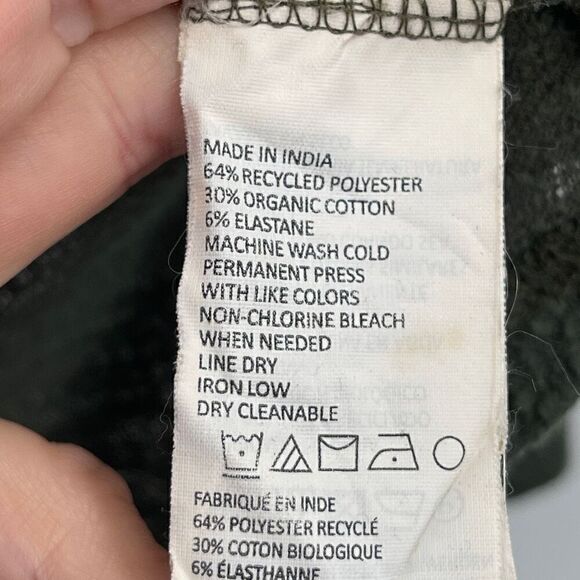 MADE IN INDIA
64% RECYCLED POLYESTER
30% ORGANIC COTTON
6% ELASTANE
MACHINE WASH COLD
PERMANENT PRESS
WITH LIKE COLORS
NON-CHLORINE BLEACH
WHEN NEEDED
LINE DRY
IRON LOW
DRY CLEANABLE
FABRIQUÉ EN INDE
64% POLYESTER RECYCLÉ
30% COTON BIOLOGIQUE
6% ÉLASTHANNE